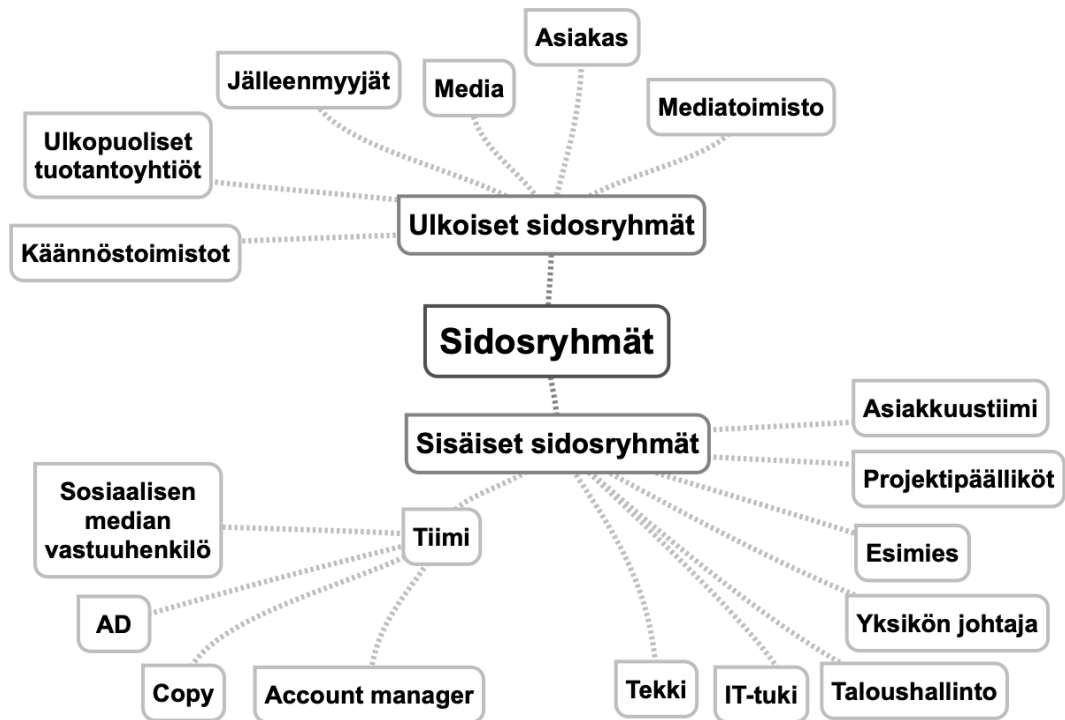 Asiakas
Jälleenmyyjät
Media
Mediatoimisto
Ulkopuoliset
tuotantoyhtiöt
Ulkoiset sidosryhmät
Käännöstoimistot
Sidosryhmät
Sisäiset sidosryhmät
Asiakkuustiimi
Projektipäälliköt
Esimies
Yksikön johtaja
Taloushallinto
IT-tuki
Tekki
Tiimi
Sosiaalisen
median
vastuuhenkilö
AD
Copy
Account manager